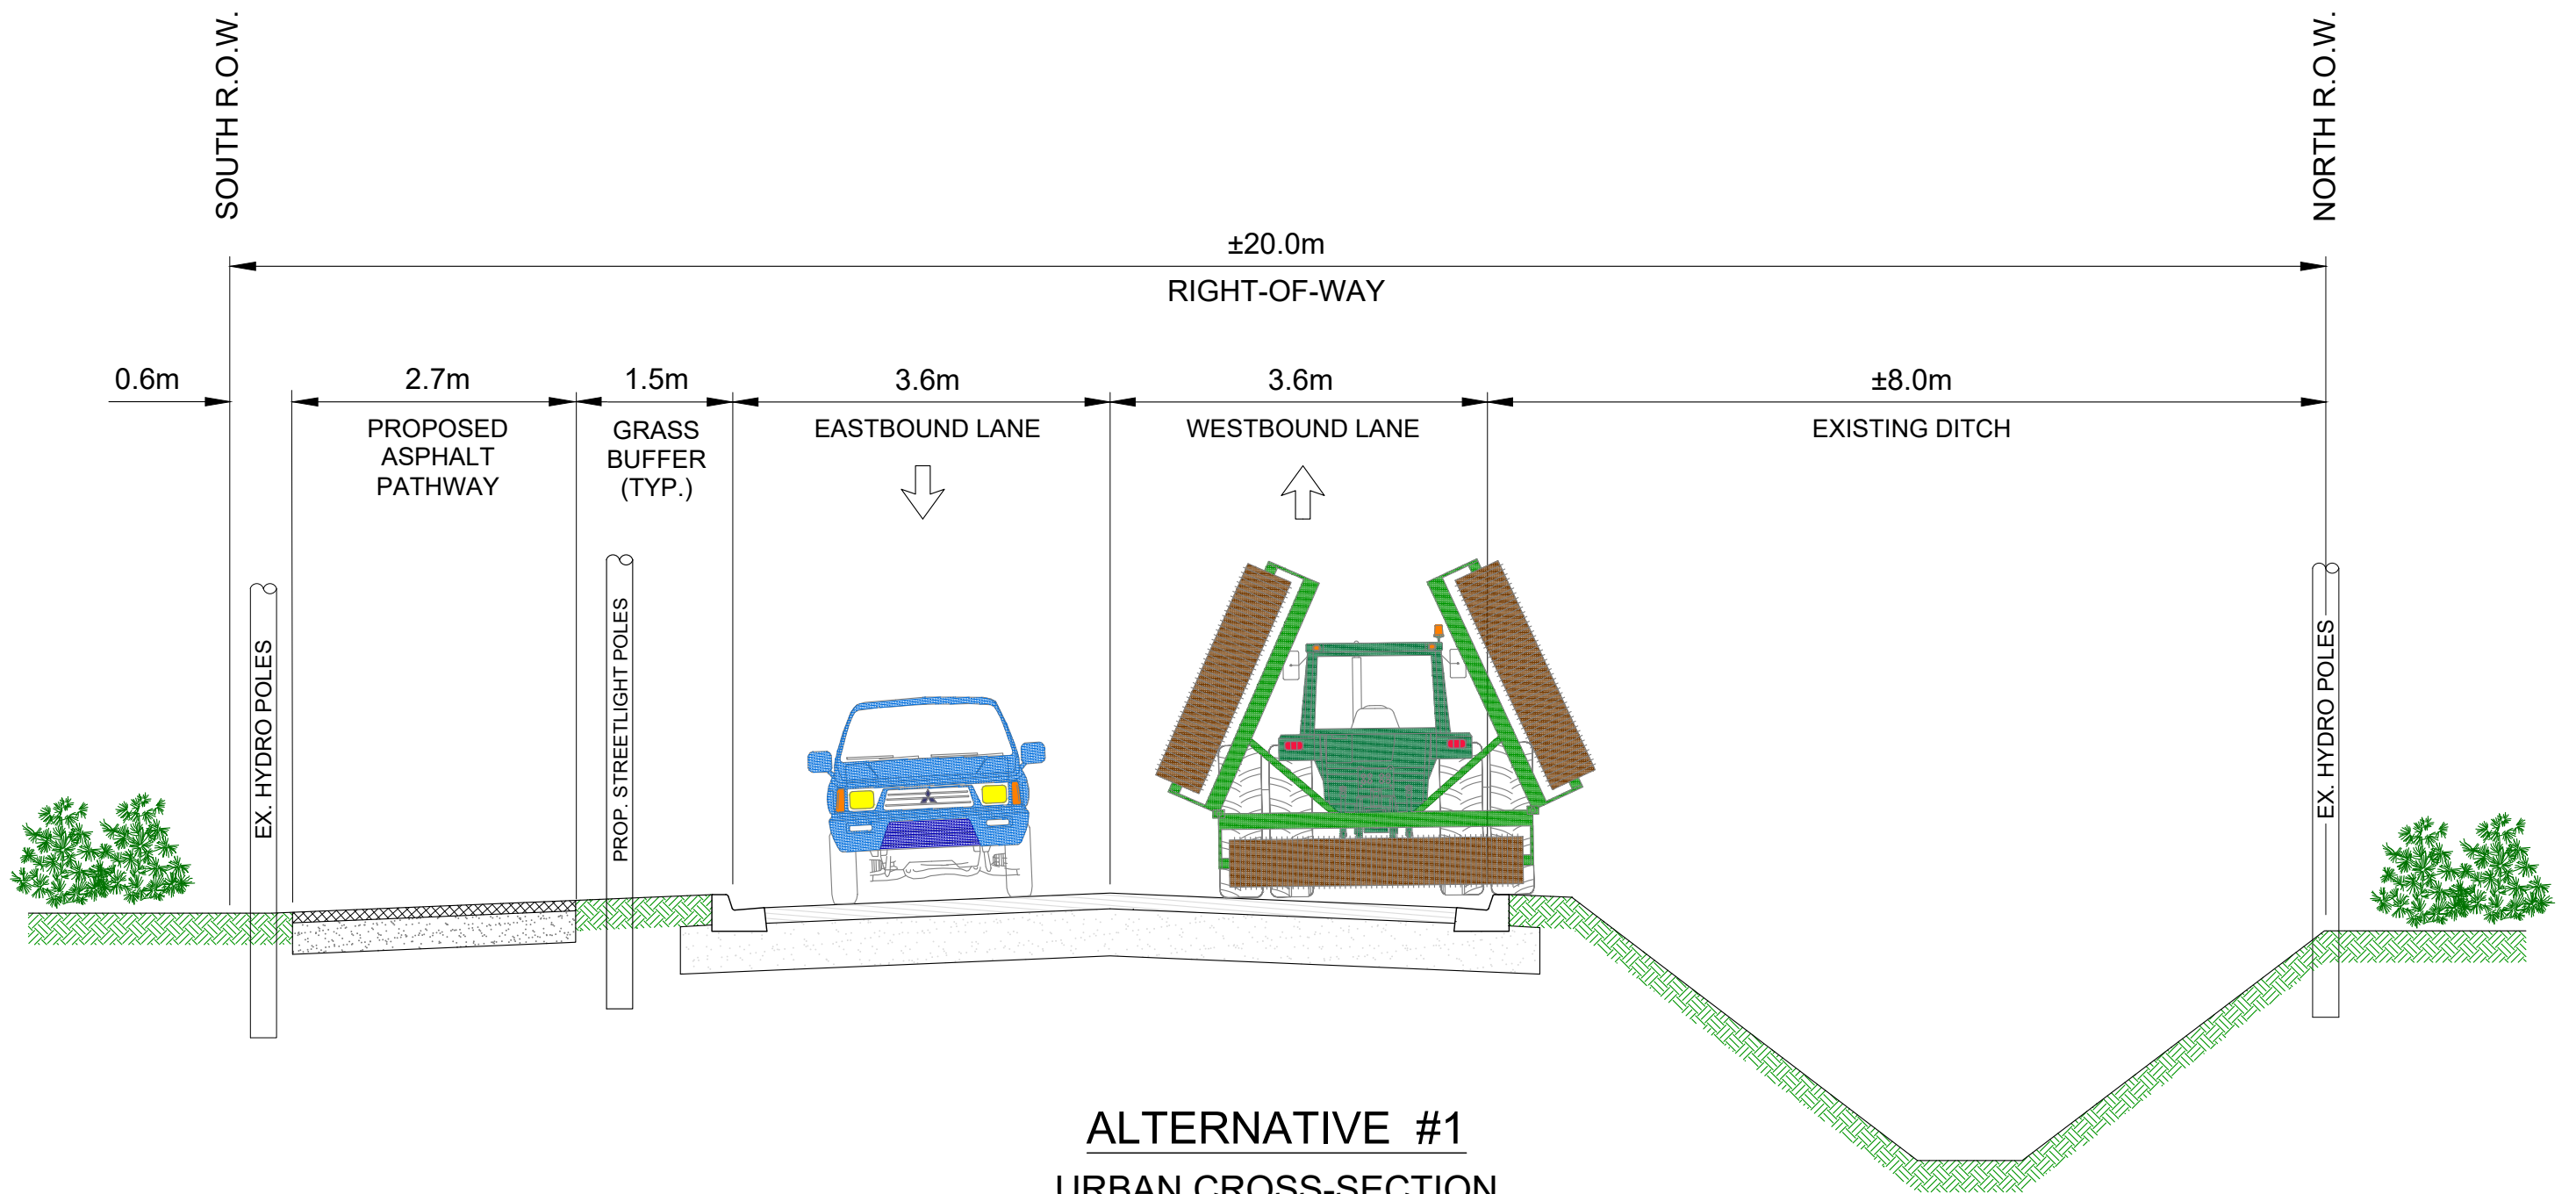 SOUTH R.O.W.
NORTH R.O.W.
±20.0m
RIGHT-OF-WAY
0.6m
2.7m
1.5m
3.6m
3.6m
±8.0m
PROPOSED
ASPHALT
PATHWAY
GRASS
BUFFER
(TYP.)
EASTBOUND LANE
WESTBOUND LANE
EXISTING DITCH
EX. HYDRO POLES
PROP. STREETLIGHT POLES
EX. HYDRO POLES
ALTERNATIVE #1
URBAN CROSS-SECTION